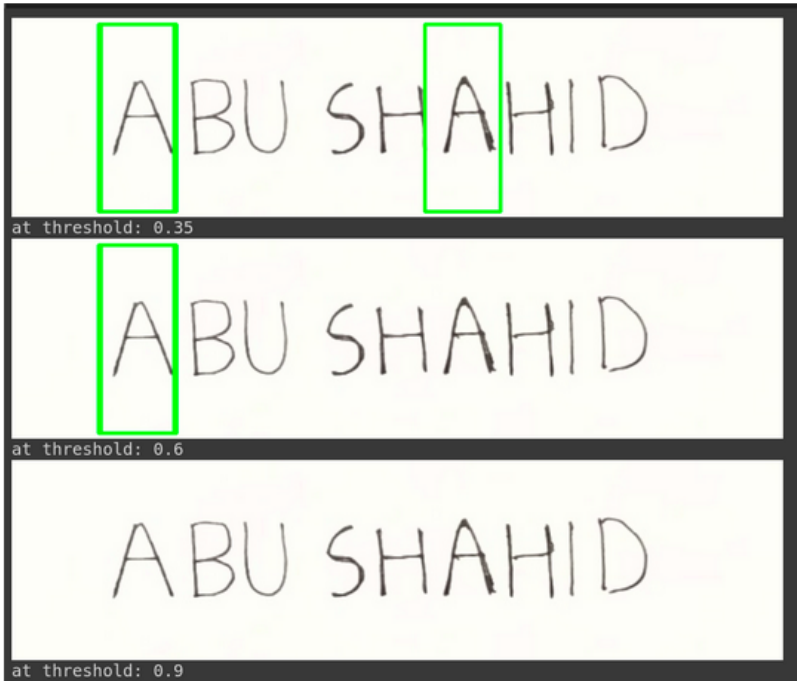 ABU SHAHID
at threshold: 0.35
ABU SHAHID
at threshold: 0.6
ABU SHAHID
at threshold: 0.9